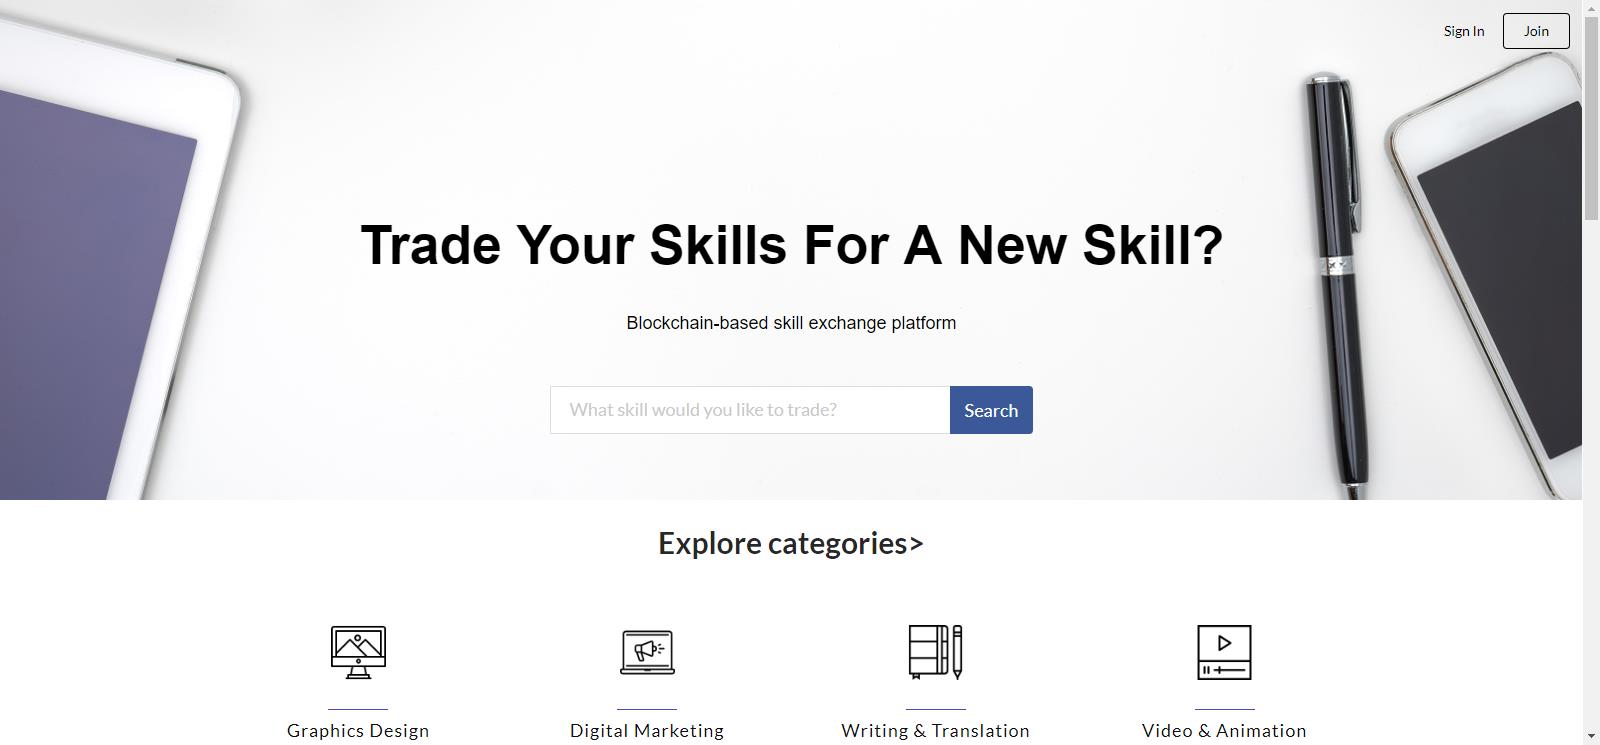 Sign In
Join
Trade Your Skills For A New Skill?
Blockchain-based skill exchange platform
What skill would you like to trade?
Search
Explore categories>
Graphics Design
Digital Marketing
Writing & Translation
Video & Animation